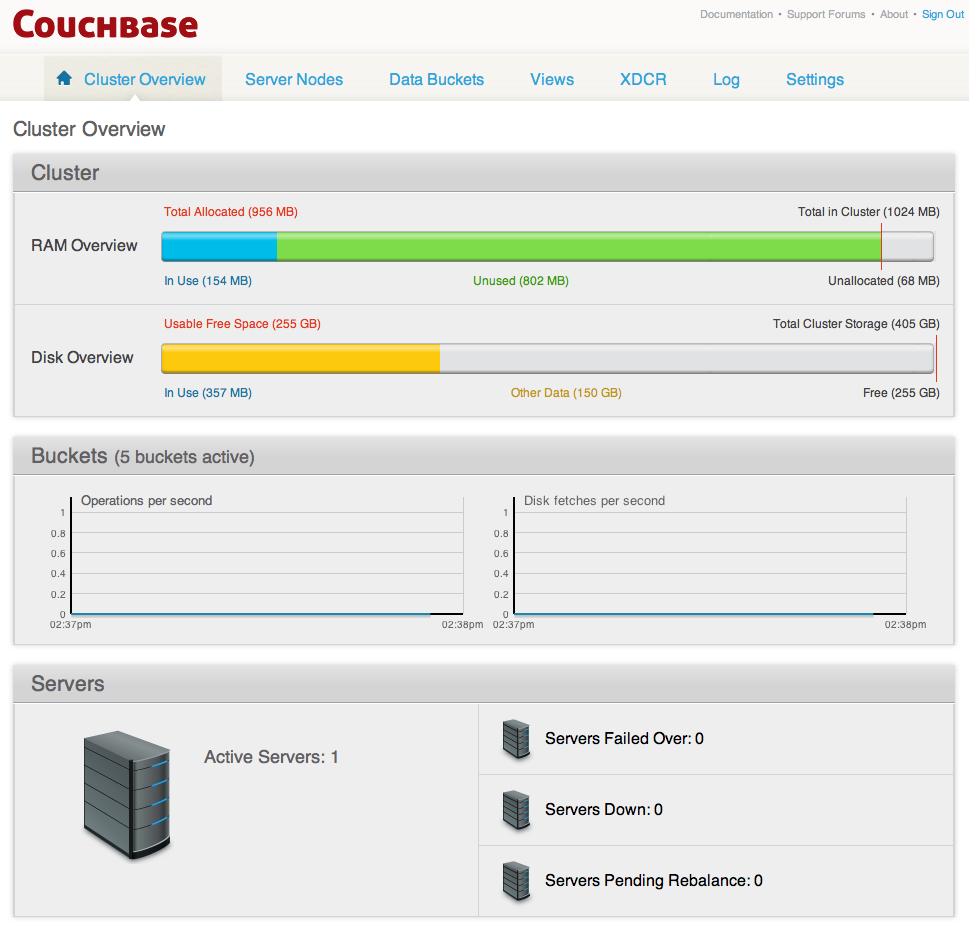 COUCHBASE
Documentation • Support Forums • About • Sign Out
Cluster Overview Server Nodes Data Buckets Views XDCR Log Settings
Cluster Overview
Cluster
Total Allocated (956 MB) Total in Cluster (1024 MB)
RAM Overview
In Use (154 MB) Unused (802 MB) Unallocated (68 MB)
Usable Free Space (255 GB) Total Cluster Storage (405 GB)
Disk Overview
In Use (357 MB) Other Data (150 GB) Free (255 GB)
Buckets (5 buckets active)
Operations per second
1
0.8
0.6
0.4
0.2
0
02:37pm 02:38pm
Disk fetches per second
1
0.8
0.6
0.4
0.2
0
02:37pm 02:38pm
Servers
Active Servers: 1
Servers Failed Over: 0
Servers Down: 0
Servers Pending Rebalance: 0